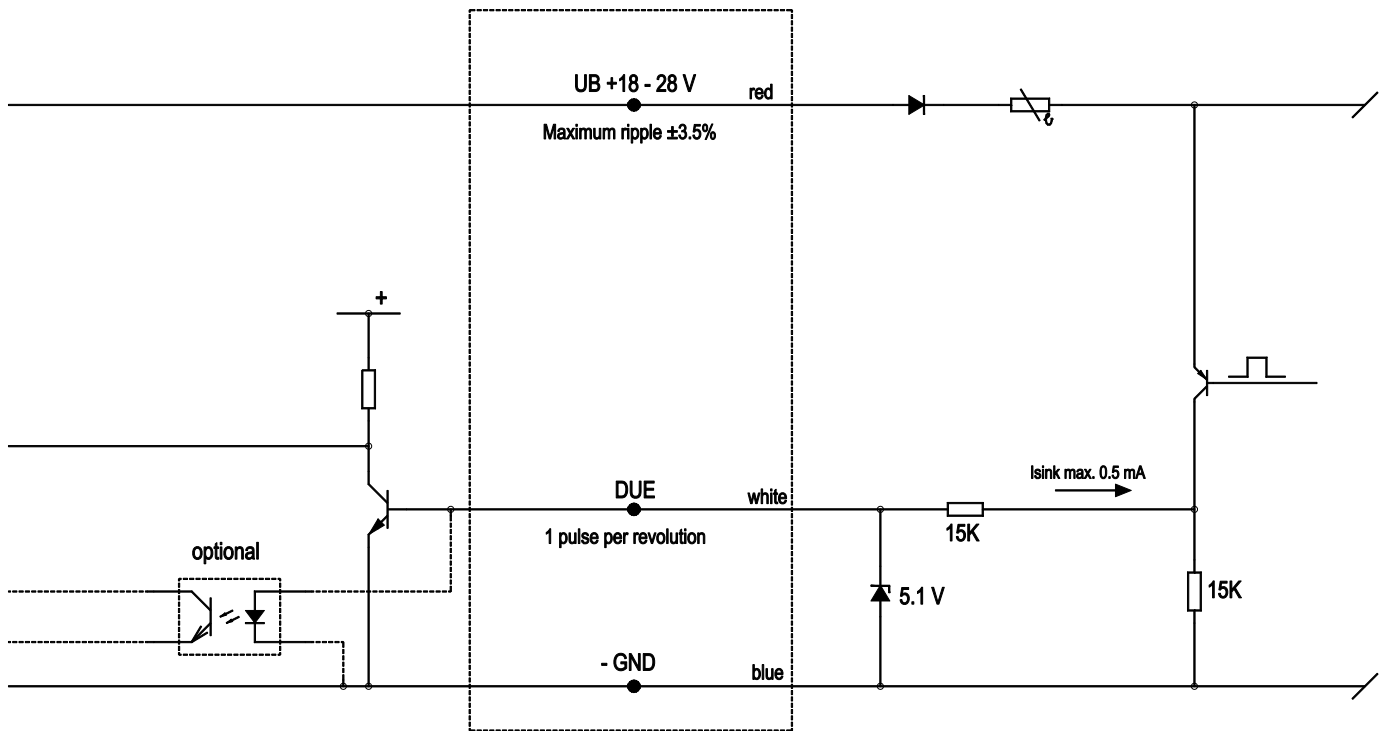 UB +18 - 28 V
red
Maximum ripple ±3.5%
+
Isink max. 0.5 mA
DUE
white
1 pulse per revolution
15K
optional
5.1 V
15K
- GND
blue